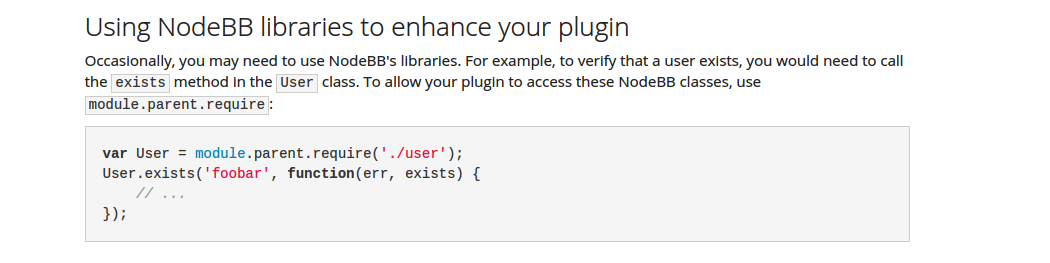 Using NodeBB libraries to enhance your plugin
Occasionally, you may need to use NodeBB's libraries. For example, to verify that a user exists, you would need to call
the exists method in the User class. To allow your plugin to access these NodeBB classes, use
module.parent.require:
var User = module.parent.require('./user');
User.exists('foobar', function(err, exists) {
    // ...
});